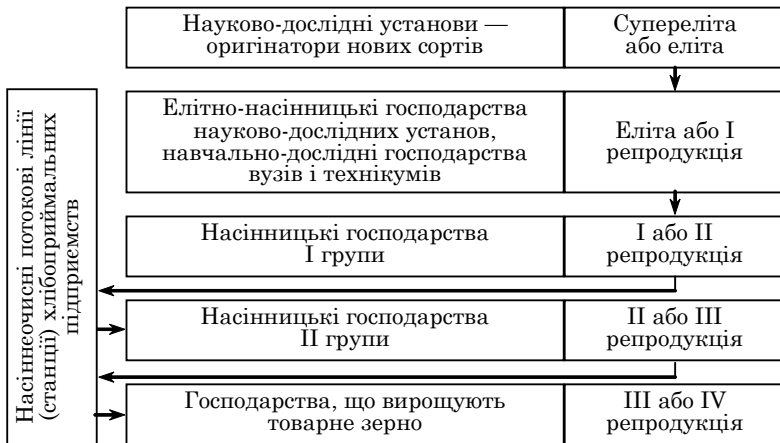 Науково-дослідні установи —
оригінатори нових сортів
Супереліта
або еліта
Елітно-насінницькі господарства
науково-дослідних установ,
навчально-дослідні господарства
вузів і технікумів
Еліта або I
репродукція
Насінницькі господарства
I групи
I або II
репродукція
Насінницькі господарства
II групи
II або III
репродукція
Господарства, що вирощують
товарне зерно
III або IV
репродукція
Насіннеочисні потокові лінії
(станції) хлібоприймальних
підприємств